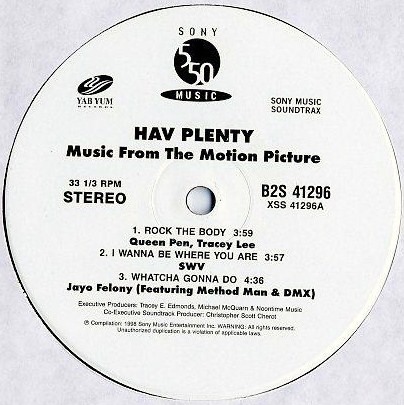 SONY
550
MUSIC
YAB YUM
RECORDS
SONY MUSIC
SOUNDTRAX
HAV PLENTY
Music From The Motion Picture
33 1/3 RPM
STEREO
B2S 41296
XSS 41296A
1. ROCK THE BODY 3:59
Queen Pen, Tracey Lee
2. I WANNA BE WHERE YOU ARE 3:57
SWV
3. WHATCHA GONNA DO 4:36
Jayo Felony (Featuring Method Man & DMX)
Executive Producers: Tracey E. Edmonds, Michael McQuarn & Noontime Music
Co-Executive Soundtrack Producer: Christopher Scott Cherot
℗ Compilation: 1998 Sony Music Entertainment Inc. WARNING: All rights reserved.
Unauthorized duplication is a violation of applicable laws.